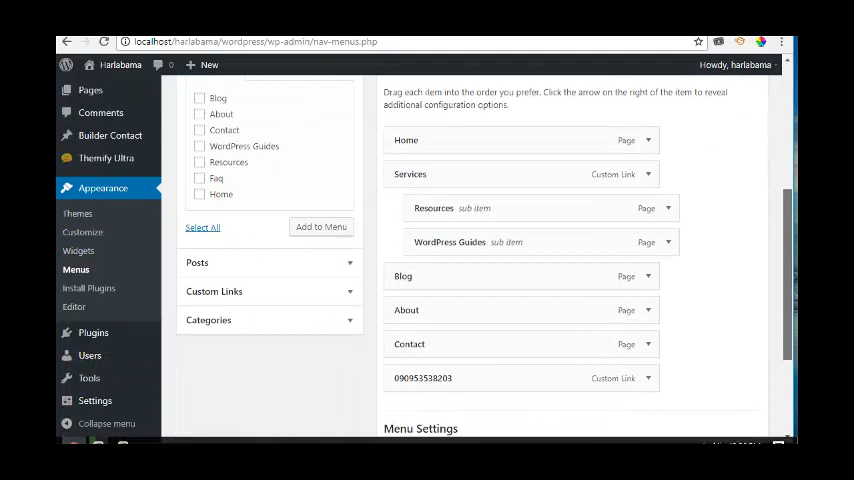 localhost/harlabama/wordpress/wp-admin/nav-menus.php
Harlabama 0 New Howdy, harlabama
Pages
Comments
Builder Contact
Themify Ultra
Appearance
Themes
Customize
Widgets
Menus
Install Plugins
Editor
Plugins
Users
Tools
Settings
Collapse menu
Blog
About
Contact
WordPress Guides
Resources
Faq
Home
Select All
Add to Menu
Posts
Custom Links
Categories
Drag each item into the order you prefer. Click the arrow on the right of the item to reveal
additional configuration options.
Home Page
Services Custom Link
Resources sub item Page
WordPress Guides sub item Page
Blog Page
About Page
Contact Page
090953538203 Custom Link
Menu Settings